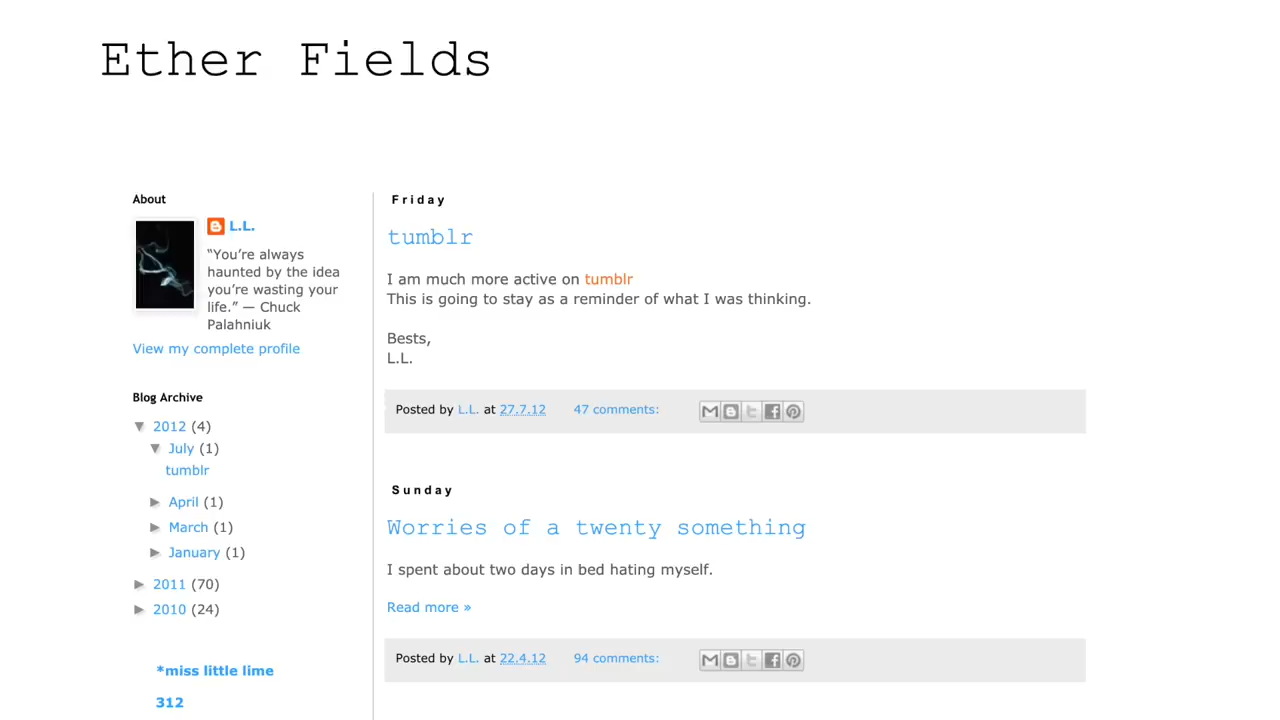 Ether Fields
About
L.L.
“You’re always
haunted by the idea
you’re wasting your
life.” — Chuck
Palahniuk
View my complete profile
Blog Archive
▼ 2012 (4)
▼ July (1)
tumblr
► April (1)
► March (1)
► January (1)
► 2011 (70)
► 2010 (24)
*miss little lime
312
Friday
tumblr
I am much more active on tumblr
This is going to stay as a reminder of what I was thinking.
Bests,
L.L.
Posted by L.L. at 27.7.12 47 comments:
Sunday
Worries of a twenty something
I spent about two days in bed hating myself.
Read more »
Posted by L.L. at 22.4.12 94 comments: